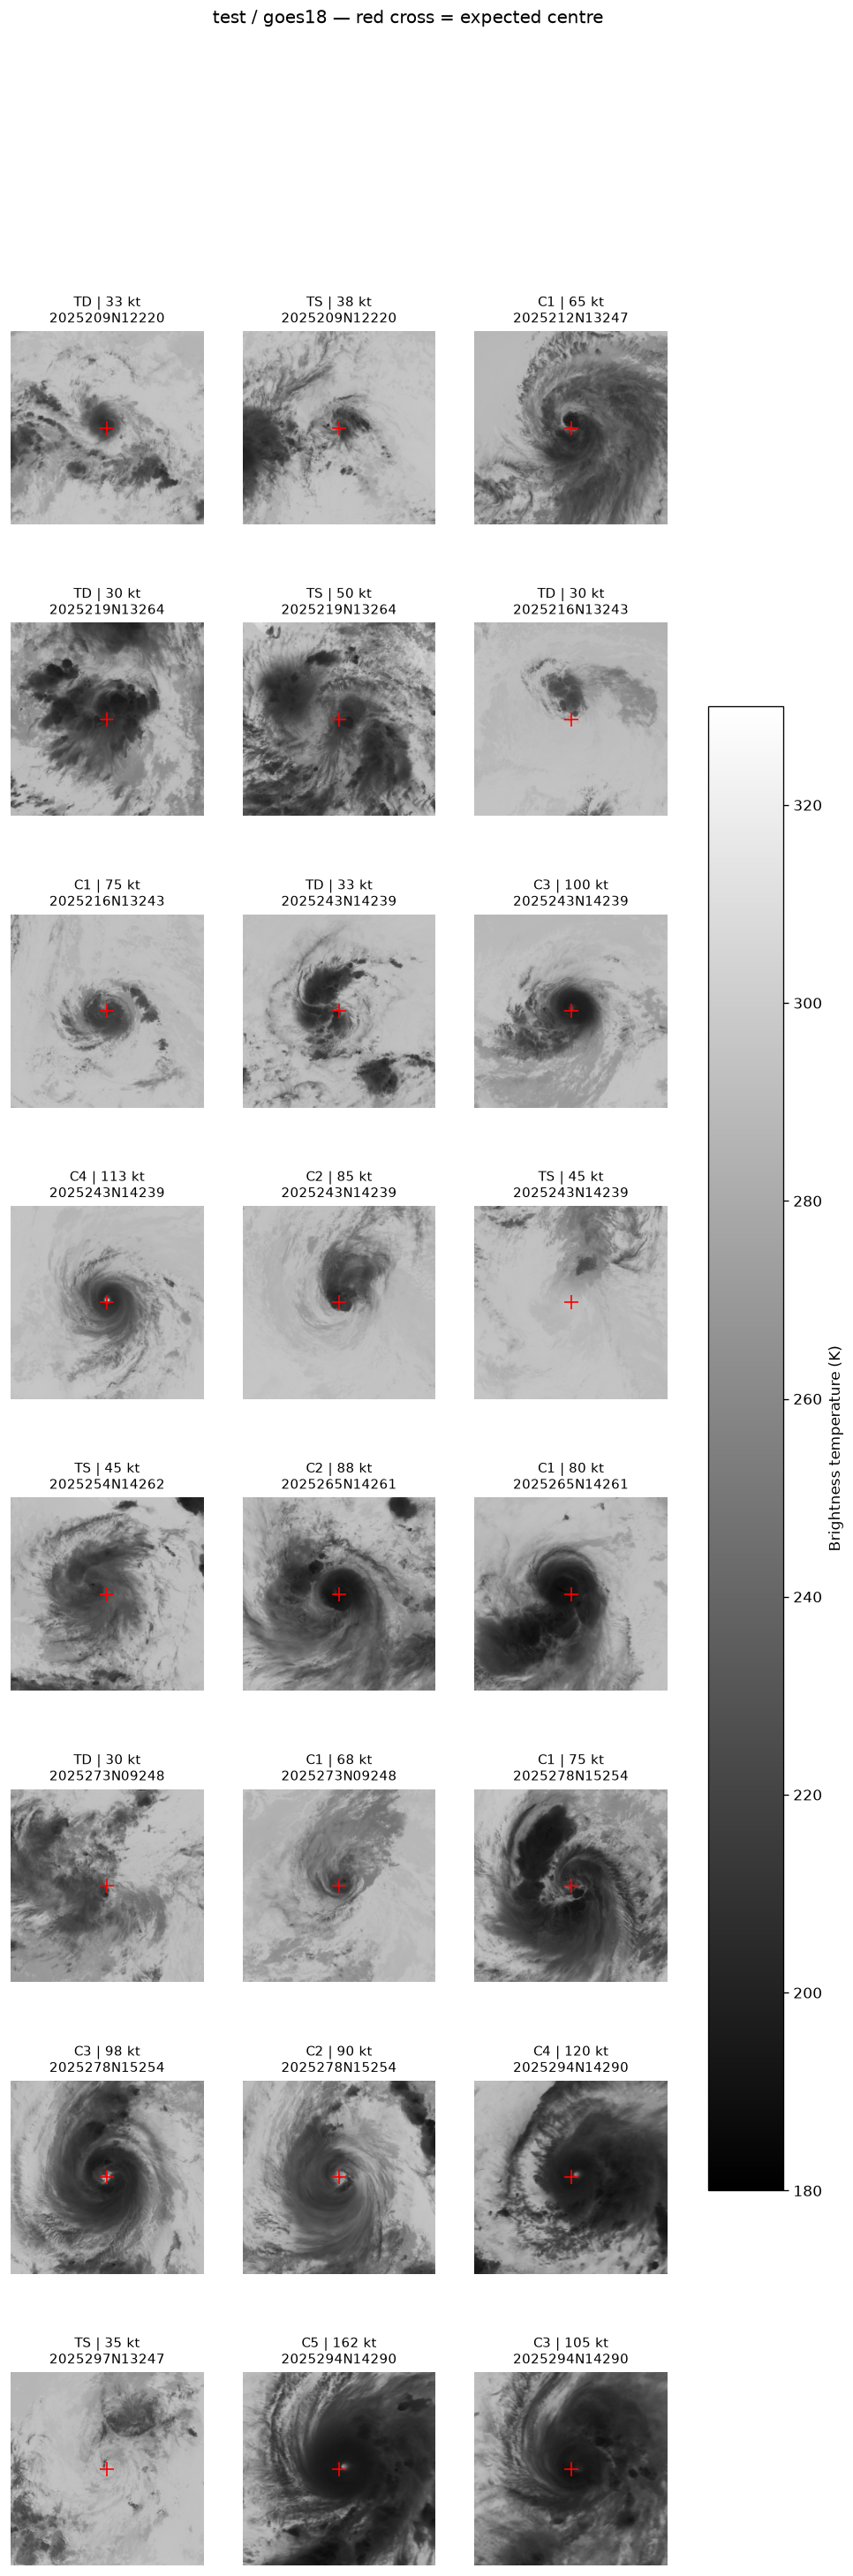 test / goes18 — red cross = expected centre
TD | 33 kt
2025209N12220
TS | 38 kt
2025209N12220
C1 | 65 kt
2025212N13247
TD | 30 kt
2025219N13264
TS | 50 kt
2025219N13264
TD | 30 kt
2025216N13243
C1 | 75 kt
2025216N13243
TD | 33 kt
2025243N14239
C3 | 100 kt
2025243N14239
C4 | 113 kt
2025243N14239
C2 | 85 kt
2025243N14239
TS | 45 kt
2025243N14239
TS | 45 kt
2025254N14262
C2 | 88 kt
2025265N14261
C1 | 80 kt
2025265N14261
TD | 30 kt
2025273N09248
C1 | 68 kt
2025273N09248
C1 | 75 kt
2025278N15254
C3 | 98 kt
2025278N15254
C2 | 90 kt
2025278N15254
C4 | 120 kt
2025294N14290
TS | 35 kt
2025297N13247
C5 | 162 kt
2025294N14290
C3 | 105 kt
2025294N14290
320
300
280
260
240
220
200
180
Brightness temperature (K)